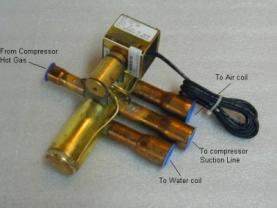 From Compressor
Hot Gas
To Air coil
To compressor
Suction Line
To Water coil